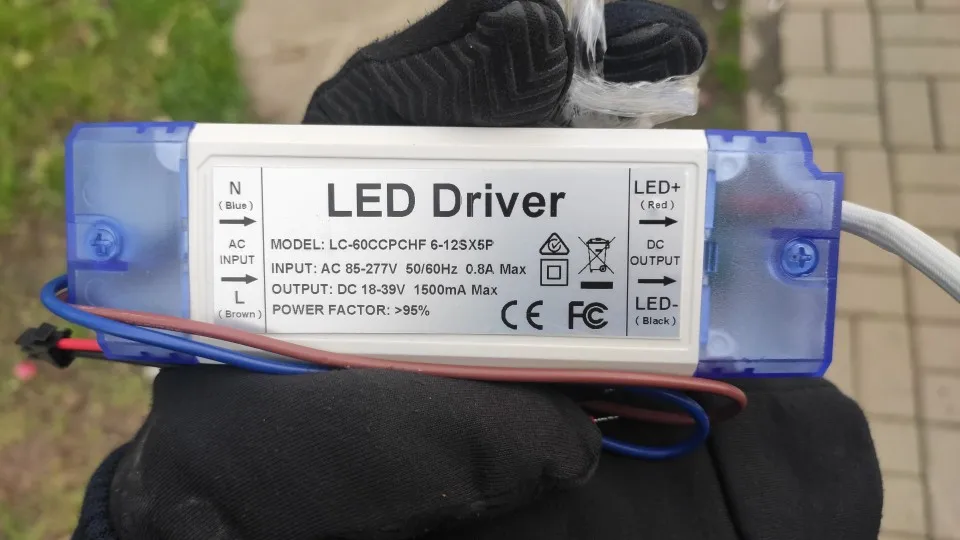 N
(Blue)
AC
INPUT
L
(Brown)
LED Driver
MODEL: LC-60CCPCHF 6-12SX5P
INPUT: AC 85-277V 50/60Hz 0.8A Max
OUTPUT: DC 18-39V 1500mA Max
POWER FACTOR: >95%
CE FC
LED+
(Red)
DC
OUTPUT
LED-
(Black)